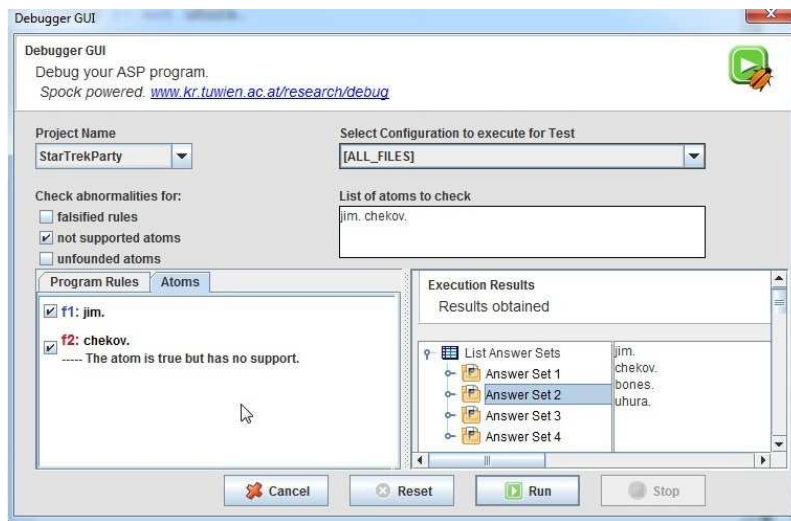 Debugger GUI
Debugger GUI
Debug your ASP program.
Spock powered. www.kr.tuwien.ac.at/research/debug
Project Name
StarTrekParty
Select Configuration to execute for Test
[ALL_FILES]
Check abnormalities for:
falsified rules
not supported atoms
unfounded atoms
List of atoms to check
jim. chekov.
Program Rules
Atoms
f1: jim.
f2: chekov.
----- The atom is true but has no support.
Execution Results
Results obtained
List Answer Sets
Answer Set 1
Answer Set 2
Answer Set 3
Answer Set 4
jim.
chekov.
bones.
uhura.
Cancel
Reset
Run
Stop